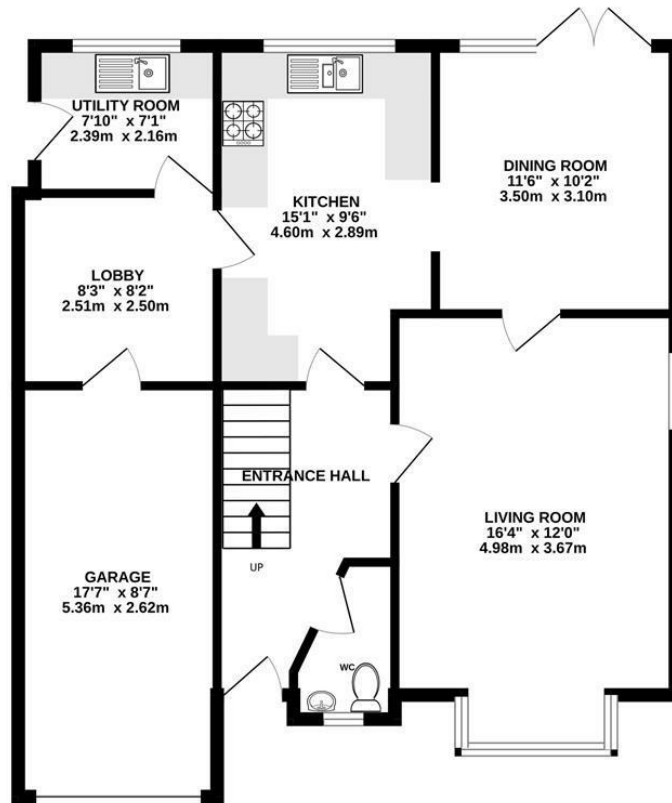 UTILITY ROOM
7'10" x 7'1"
2.39m x 2.16m
KITCHEN
15'1" x 9'6"
4.60m x 2.89m
DINING ROOM
11'6" x 10'2"
3.50m x 3.10m
LOBBY
8'3" x 8'2"
2.51m x 2.50m
ENTRANCE HALL
UP
LIVING ROOM
16'4" x 12'0"
4.98m x 3.67m
GARAGE
17'7" x 8'7"
5.36m x 2.62m
WC